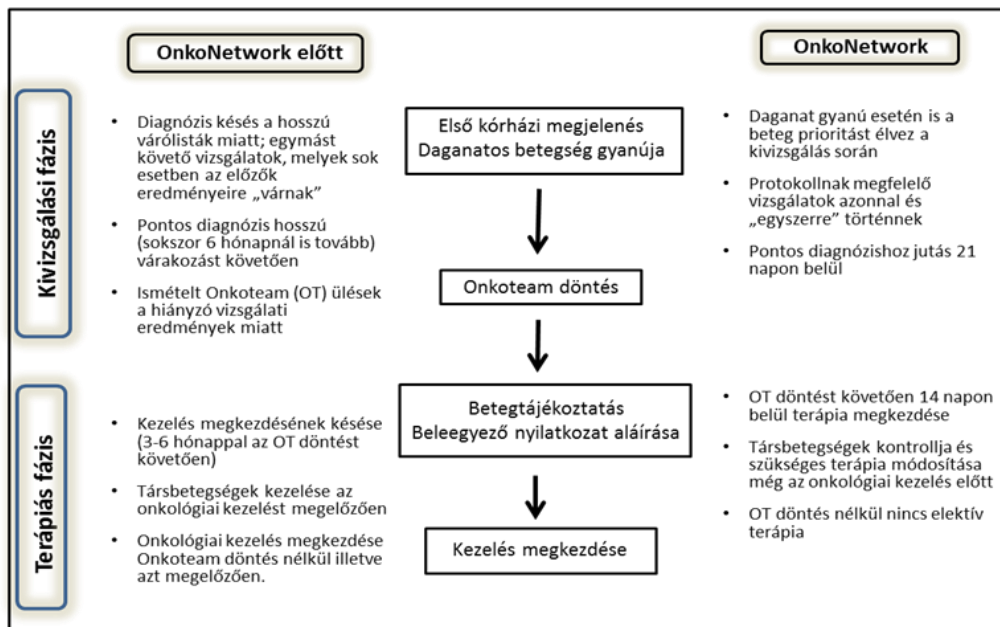 OnkoNetwork előtt
OnkoNetwork
Kivizsgálási fázis
• Diagnózis késés a hosszú
várólisták miatt; egymást
követő vizsgálatok, melyek sok
esetben az előzők
eredményeire „várnak”
• Pontos diagnózis hosszú
(sokszor 6 hónapnál is tovább)
várakozást követően
• Ismételt Onkoteam (OT) ülések
a hiányzó vizsgálati
eredmények miatt
Első kórházi megjelenés
Daganatos betegség gyanúja
Onkoteam döntés
• Daganat gyanú esetén is a
beteg prioritást élvez a
kivizsgálás során
• Protokollnak megfelelő
vizsgálatok azonnal és
„egyszerre” történnek
• Pontos diagnózishoz jutás 21
napon belül
Terápiás fázis
• Kezelés megkezdésének késése
(3-6 hónappal az OT döntést
követően)
• Társbetegségek kezelése az
onkológiai kezelést megelőzően
• Onkológiai kezelés megkezdése
Onkoteam döntés nélkül illetve
azt megelőzően.
Betegtájékoztatás
Beleegyező nyilatkozat aláírása
Kezelés megkezdése
• OT döntést követően 14 napon
belül terápia megkezdése
• Társbetegségek kontrollja és
szükséges terápia módosítása
még az onkológiai kezelés előtt
• OT döntés nélkül nincs elektív
terápia